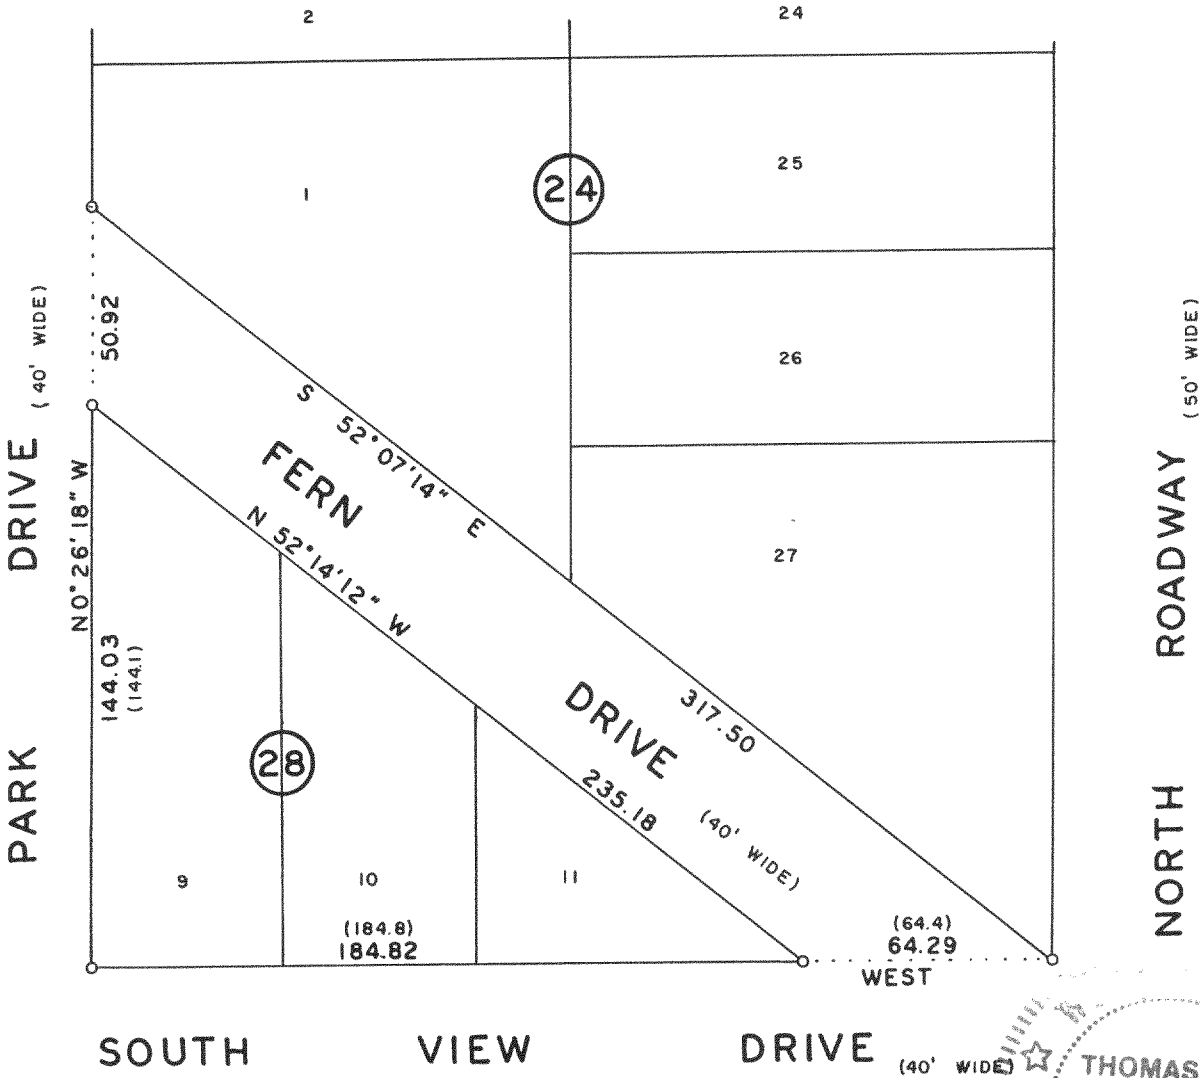 2
24
1
24
25
26
27
50.92
(40' WIDE)
PARK DRIVE
N0°26'18" W
144.03
(144.1)
S 52°07'14" E
317.50
FERN DRIVE
(40' WIDE)
N 52°14'12" W
235.18
28
9
10
11
(184.8)
184.82
(64.4)
64.29
WEST
(50' WIDE)
NORTH ROADWAY
SOUTH VIEW DRIVE (40' WIDE)
THOMAS